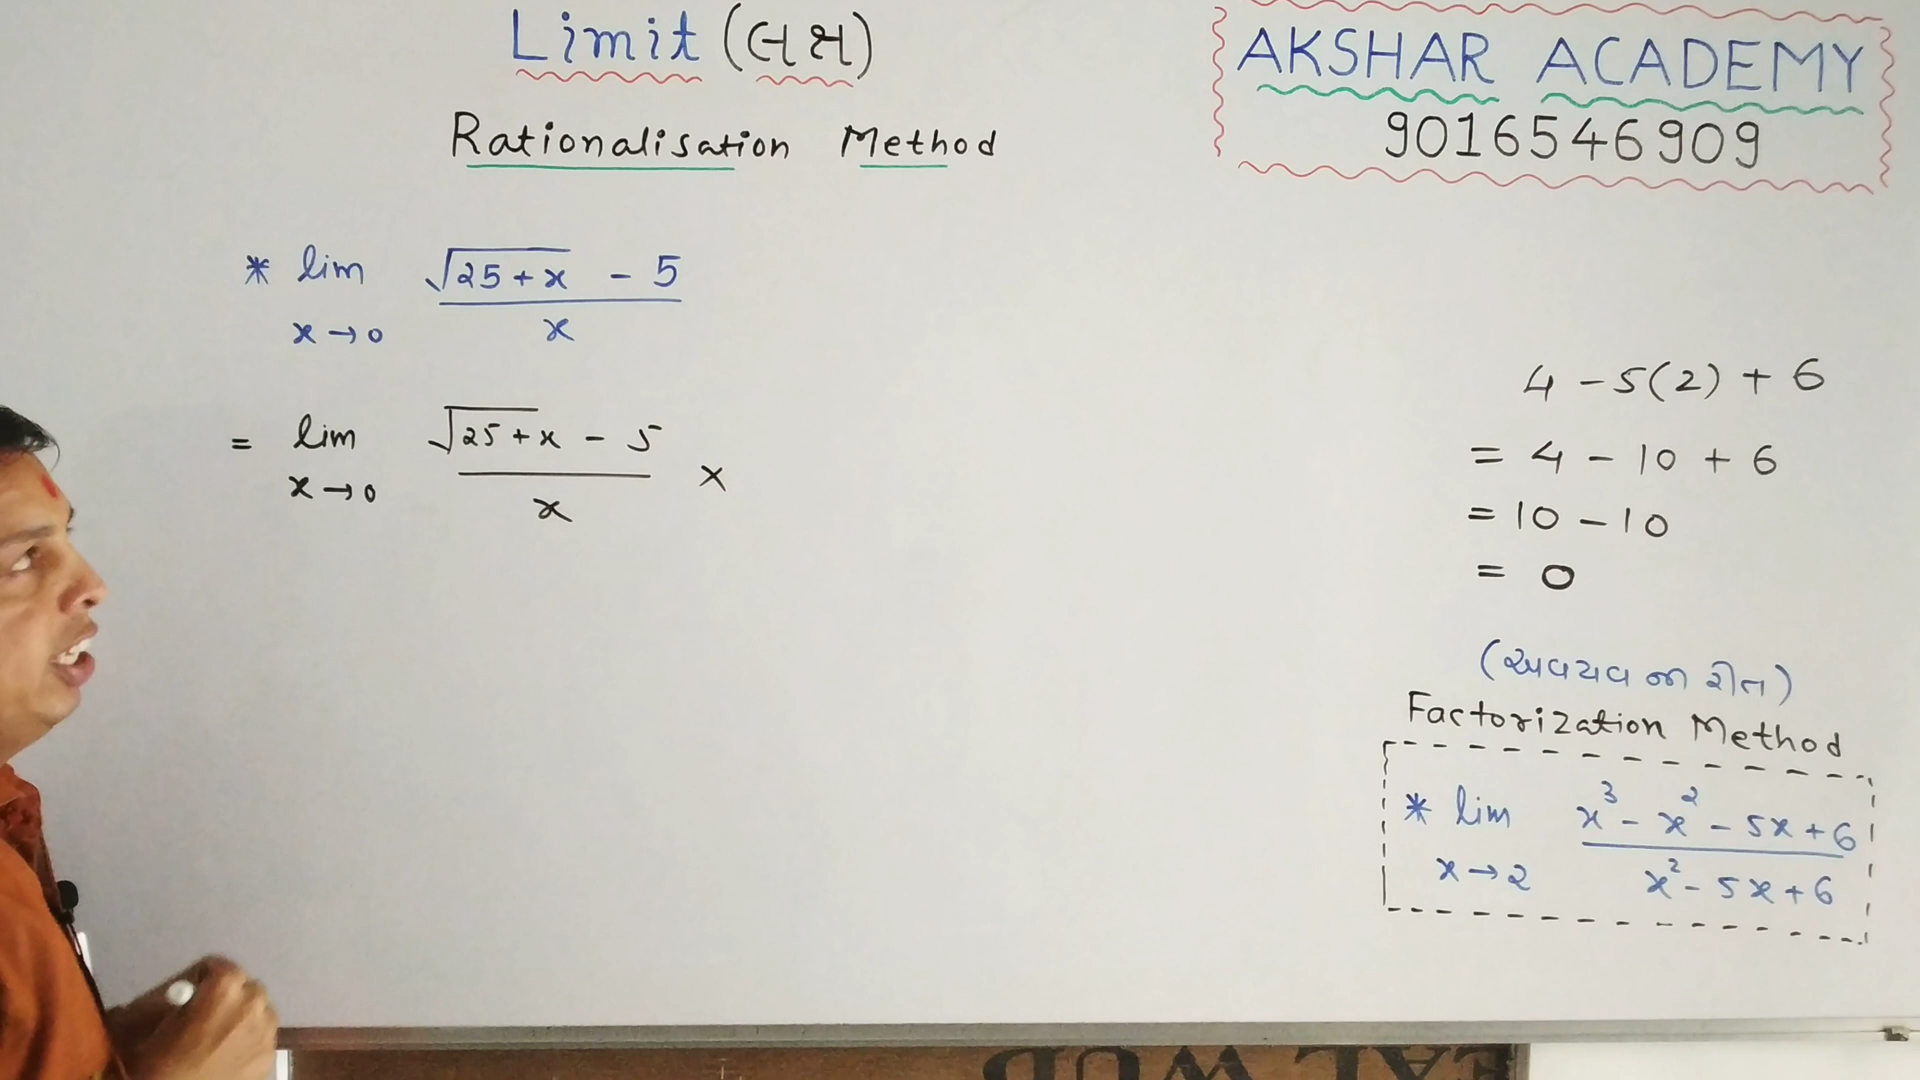 Limit (લક્ષ)
Rationalisation Method
AKSHAR ACADEMY
9016546909
* lim √25+x - 5
x→0 x
= lim √25+x - 5 ×
x→0 x
4 - 5(2) + 6
= 4 - 10 + 6
= 10 - 10
= 0
(અવયવ ની રીત)
Factorization Method
* lim x³ - x² - 5x + 6
x→2 x² - 5x + 6